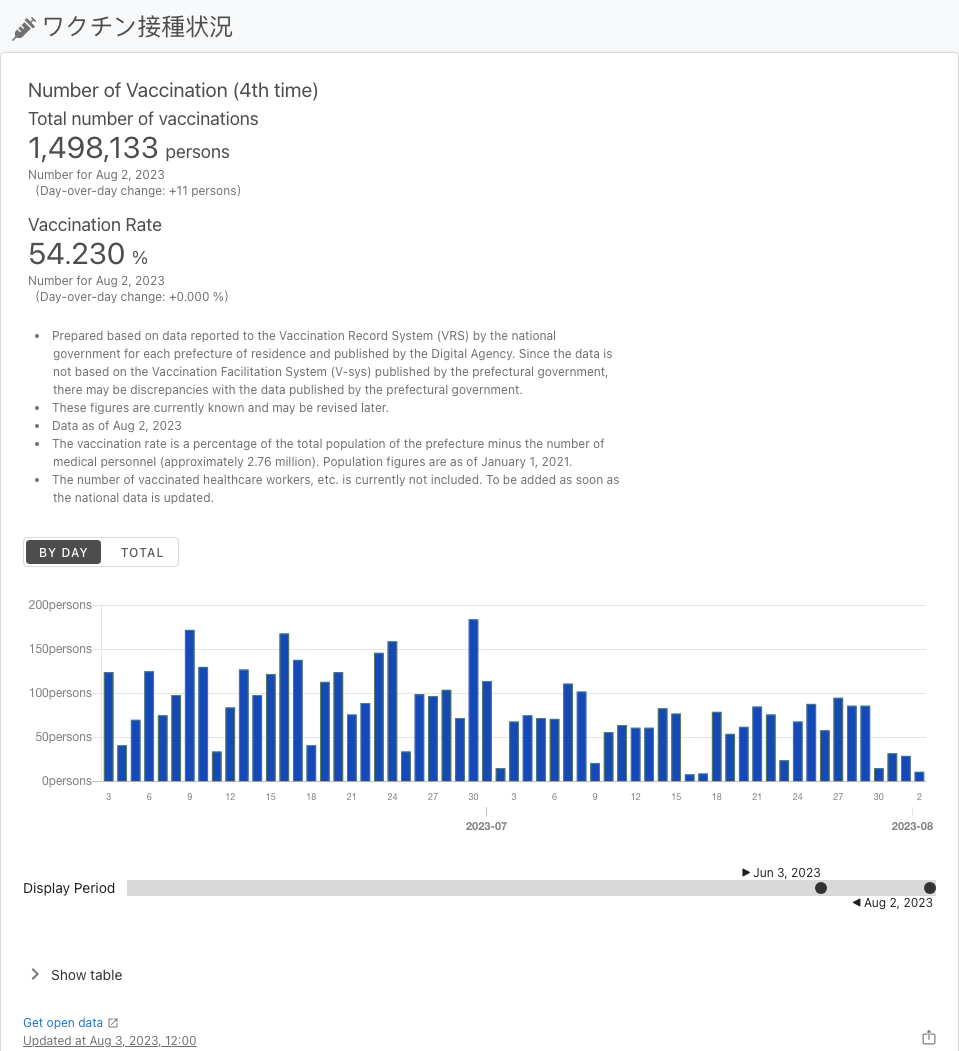 ワクチン接種状況
Number of Vaccination (4th time)
Total number of vaccinations
1,498,133 persons
Number for Aug 2, 2023
(Day-over-day change: +11 persons)
Vaccination Rate
54.230 %
Number for Aug 2, 2023
(Day-over-day change: +0.000 %)
• Prepared based on data reported to the Vaccination Record System (VRS) by the national
government for each prefecture of residence and published by the Digital Agency. Since the data is
not based on the Vaccination Facilitation System (V-sys) published by the prefectural government,
there may be discrepancies with the data published by the prefectural government.
• These figures are currently known and may be revised later.
• Data as of Aug 2, 2023
• The vaccination rate is a percentage of the total population of the prefecture minus the number of
medical personnel (approximately 2.76 million). Population figures are as of January 1, 2021.
• The number of vaccinated healthcare workers, etc. is currently not included. To be added as soon as
the national data is updated.
BY DAY TOTAL
200persons
150persons
100persons
50persons
0persons
3 6 9 12 15 18 21 24 27 30 3 6 9 12 15 18 21 24 27 30 2
2023-07 2023-08
Jun 3, 2023
Display Period
Aug 2, 2023
Show table
Get open data
Updated at Aug 3, 2023, 12:00